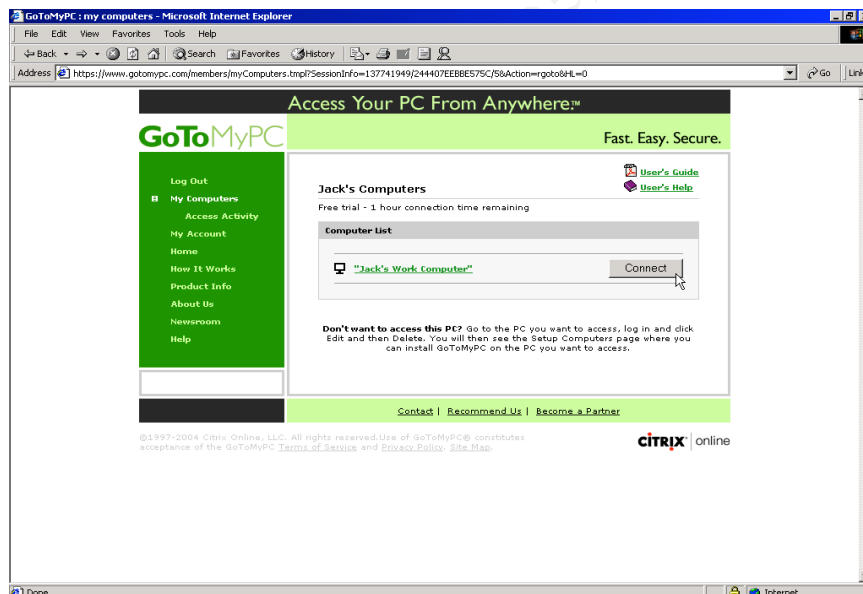 GoToMyPC : my computers - Microsoft Internet Explorer
File Edit View Favorites Tools Help
Back Search Favorites History
Address https://www.gotomypc.com/members/myComputers.tmpl?SessionInfo=137741949/244407EEBBE575C/5&Action=rgoto&HL=0 Go Link
Access Your PC From Anywhere.™
GoToMyPC
Fast. Easy. Secure.
Log Out
My Computers
Access Activity
My Account
Home
How It Works
Product Info
About Us
Newsroom
Help
User's Guide
User's Help
Jack's Computers
Free trial - 1 hour connection time remaining
Computer List
"Jack's Work Computer" Connect
Don't want to access this PC? Go to the PC you want to access, log in and click
Edit and then Delete. You will then see the Setup Computers page where you
can install GoToMyPC on the PC you want to access.
Contact | Recommend Us | Become a Partner
©1997-2004 Citrix Online, LLC. All rights reserved.Use of GoToMyPC® constitutes
acceptance of the GoToMyPC Terms of Service and Privacy Policy. Site Map.
CITRIX online
Done Internet